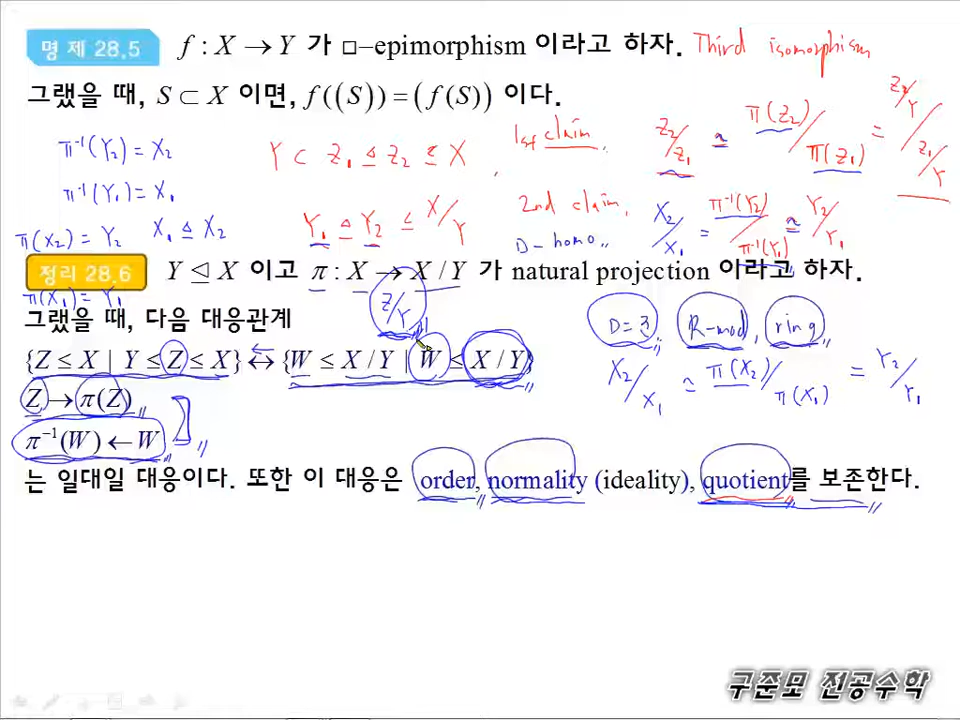 명 제 28.5 f : X → Y 가 □–epimorphism 이라고 하자. Third isomorphism
그랬을 때, S ⊂ X 이면, f((S)) = (f(S)) 이다.
π⁻¹(Y₂) = X₂
π⁻¹(Y₁) = X₁
π(X₂) = Y₂ X₁ ⊴ X₂
π(X₁) = Y₁
Y ⊂ Z₁ ⊴ Z₂ ≤ X
Y₁ ⊴ Y₂ ≤ X/Y
1st claim.
Z₂/Z₁ ≃ π(Z₂)/π(Z₁) = Z₂/Y / Z₁/Y
2nd claim.
D-homo.
X₂/X₁ = π⁻¹(Y₂)/π⁻¹(Y₁) ≃ Y₂/Y₁
정리 28.6 Y ⊴ X 이고 π : X → X / Y 가 natural projection 이라고 하자.
그랬을 때, 다음 대응관계
Z/Y
D=군 R-mod, ring
{Z ≤ X | Y ≤ Z ≤ X} ↔ {W ≤ X / Y | W ≤ X / Y}
X₂/X₁ ≃ π(X₂)/π(X₁) = Y₂/Y₁
Z → π(Z)
π⁻¹(W) ← W
는 일대일 대응이다. 또한 이 대응은 order, normality (ideality), quotient를 보존한다.
구준모 전공수학